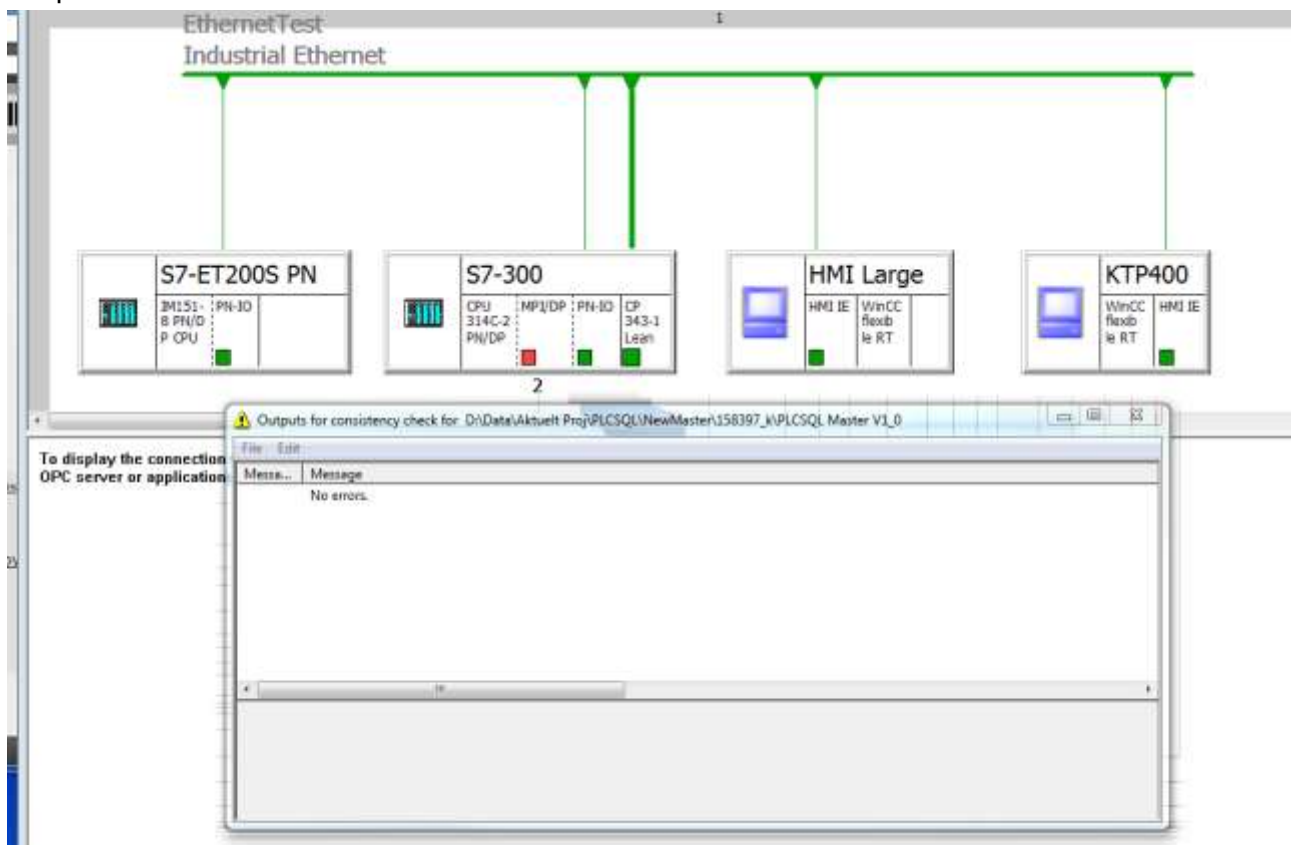 EthernetTest
Industrial Ethernet
1
S7-ET200S PN
IM151-
8 PN/D
P CPU
PN-IO
S7-300
CPU
314C-2
PN/DP
MPI/DP
PN-IO
CP
343-1
Lean
2
HMI Large
HMI IE
WinCC
flexib
le RT
KTP400
WinCC
flexib
le RT
HMI IE
Outputs for consistency check for D:\Data\Aktuelt Proj\PLCSQL\NewMaster\158397_k\PLCSQL Master V1_0
File Edit
Messa... Message
No errors.
To display the connection
OPC server or application